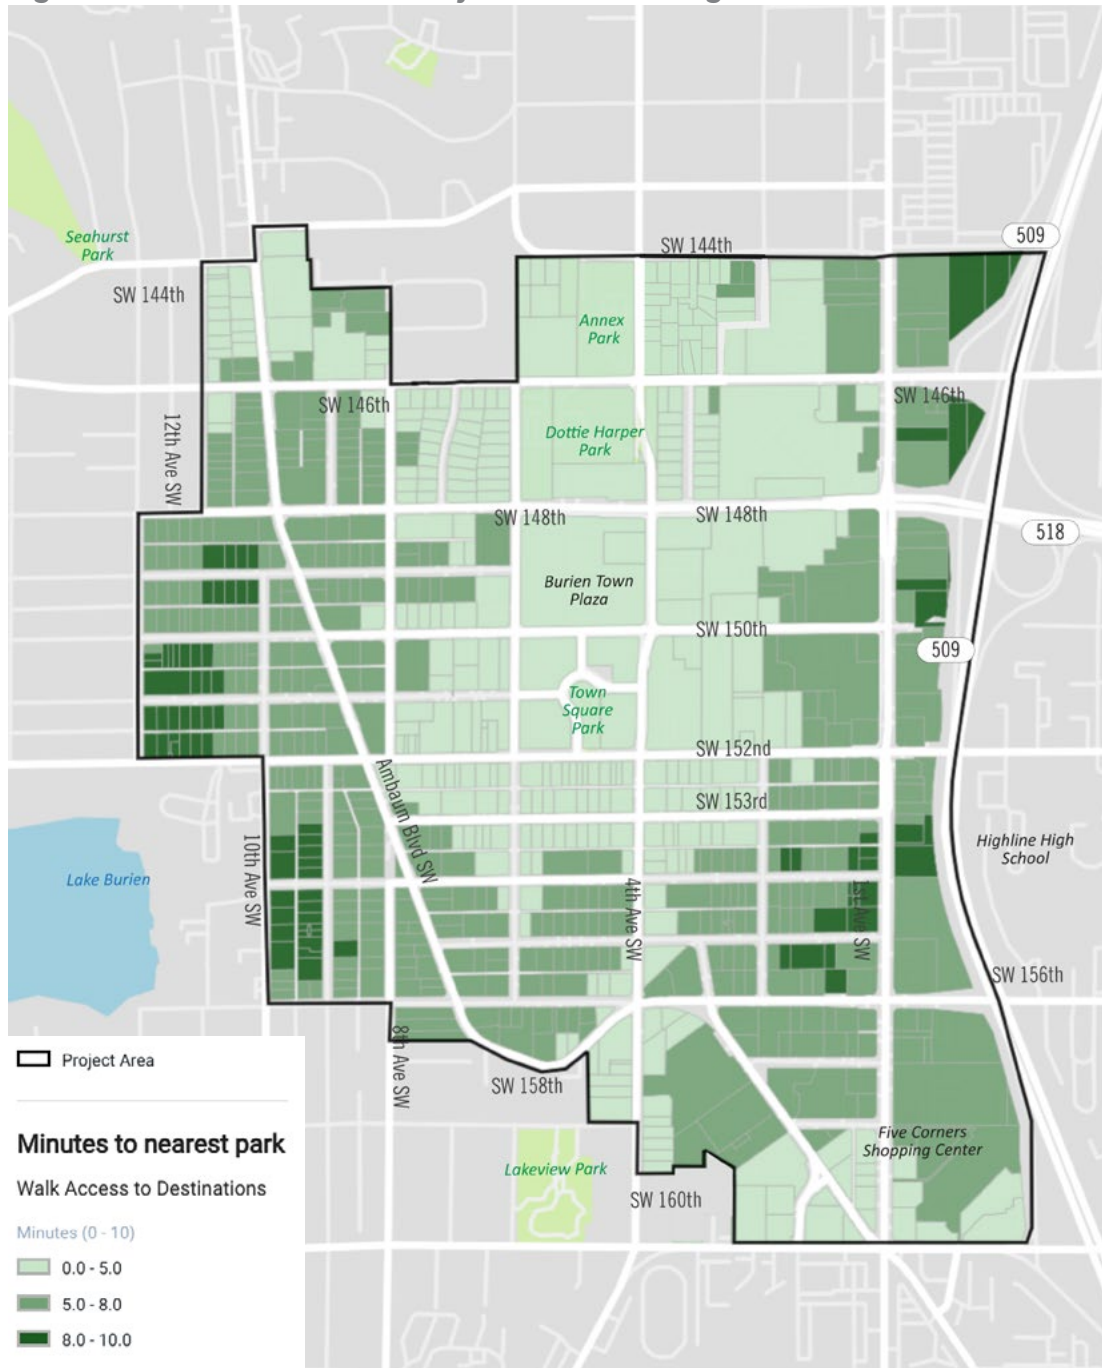 Seahurst
Park
SW 144th
509
SW 144th
Annex
Park
SW 146th
SW 146th
12th Ave SW
Dottie Harper
Park
SW 148th
SW 148th
518
Burien Town
Plaza
SW 150th
509
Town
Square
Park
SW 152nd
Ambaum Blvd SW
SW 153rd
Highline High
School
Lake Burien
10th Ave SW
4th Ave SW
1st Ave SW
SW 156th
8th Ave SW
SW 158th
Five Corners
Shopping Center
Lakeview Park
SW 160th
Project Area
Minutes to nearest park
Walk Access to Destinations
Minutes (0 - 10)
0.0 - 5.0
5.0 - 8.0
8.0 - 10.0